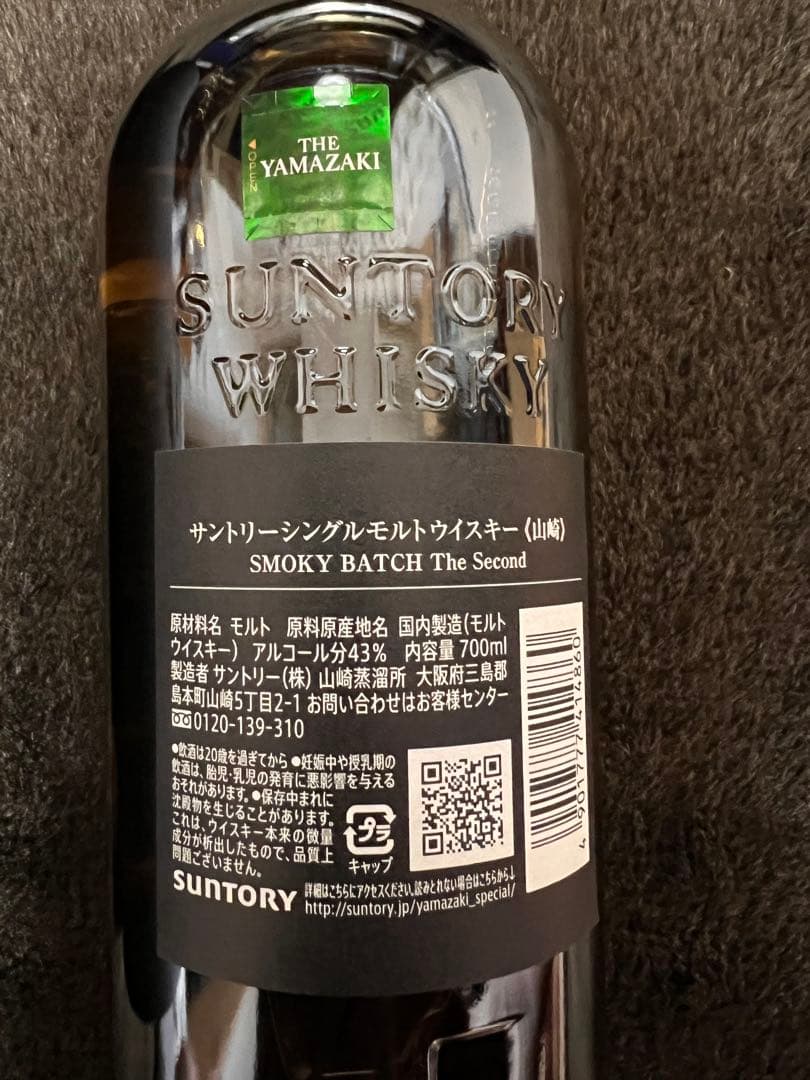 THE
YAMAZAKI
◀OPEN
SUNTORY
WHISKY
サントリーシングルモルトウイスキー《山崎》
SMOKY BATCH The Second
原材料名 モルト 原料原産地名 国内製造(モルト
ウイスキー) アルコール分43% 内容量700ml
製造者 サントリー(株) 山崎蒸溜所 大阪府三島郡
島本町山崎5丁目2-1 お問い合わせはお客様センター
0120-139-310
●飲酒は20歳を過ぎてから ●妊娠中や授乳期の
飲酒は、胎児・乳児の発育に悪影響を与える
おそれがあります。●保存中まれに
沈殿物を生じることがあります。
これは、ウイスキー本来の微量
成分が析出したもので、品質上
問題ございません。
プラ
キャップ
SUNTORY
詳細はこちらにアクセスください。読みとれない場合はこちらから↓
http://suntory.jp/yamazaki_special/
4 901777 414860